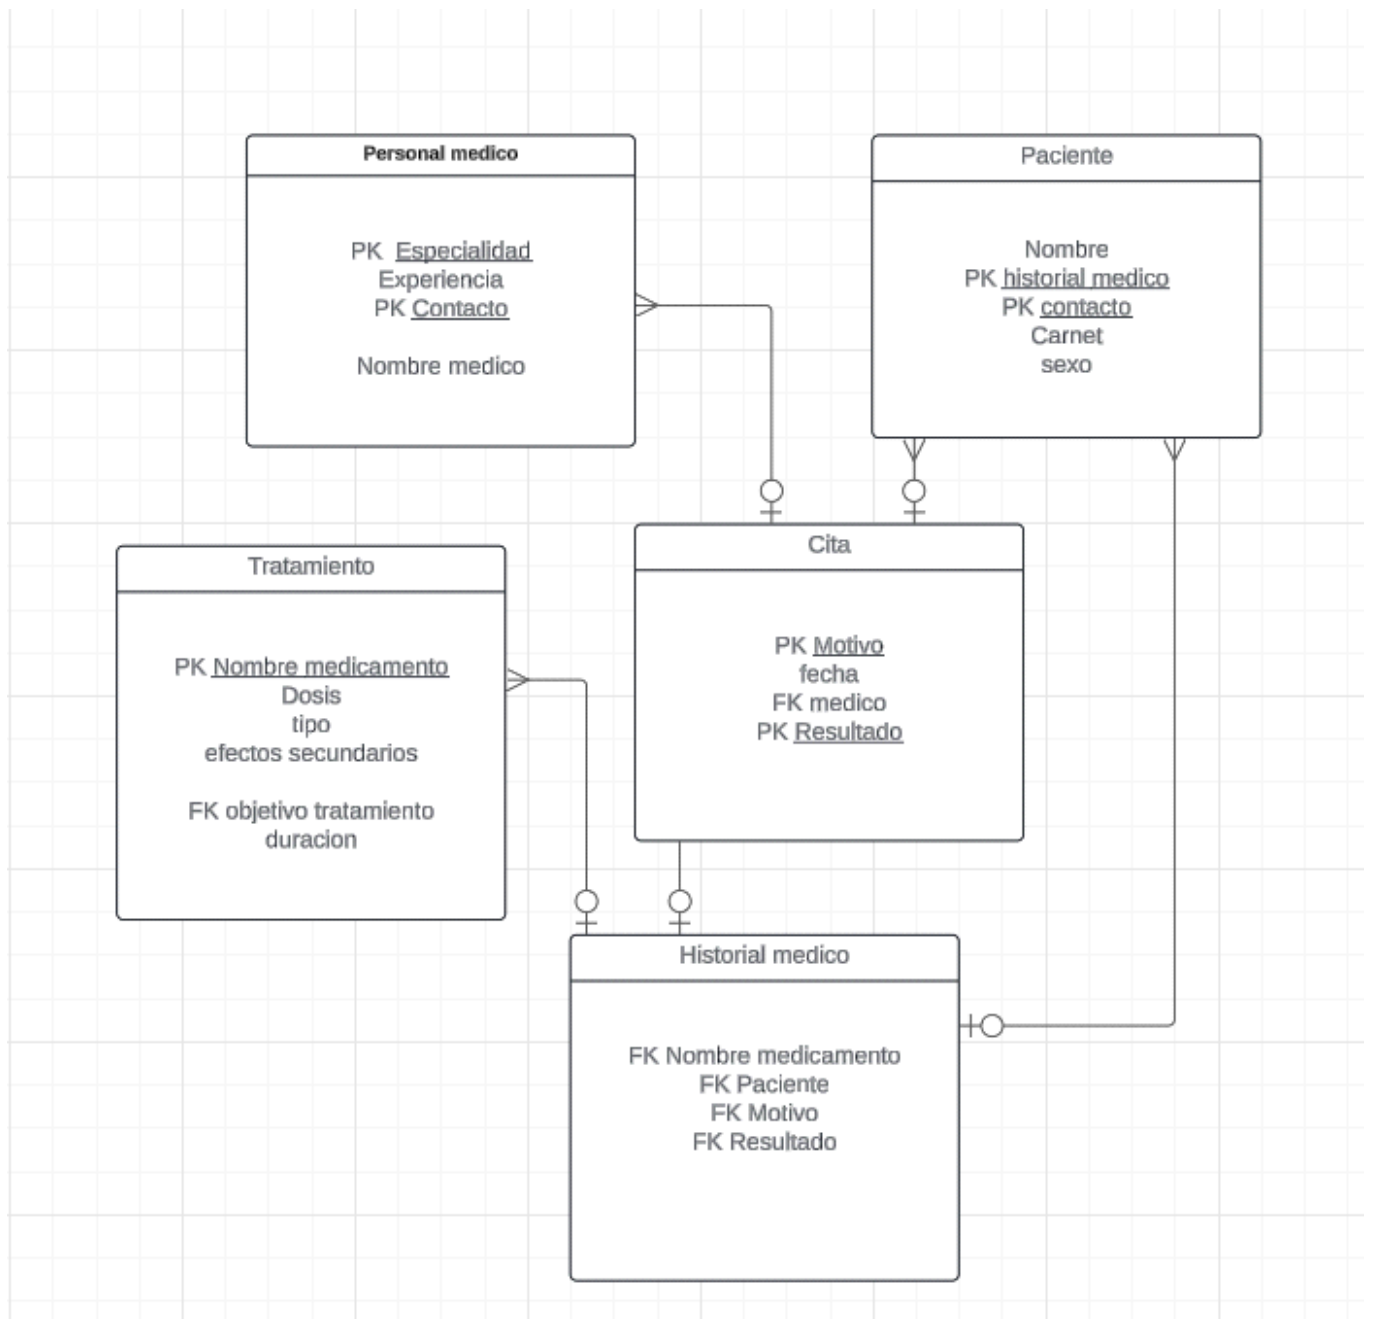 Personal medico
PK Especialidad
Experiencia
PK Contacto
Nombre medico
Paciente
Nombre
PK historial medico
PK contacto
Carnet
sexo
Tratamiento
PK Nombre medicamento
Dosis
tipo
efectos secundarios
FK objetivo tratamiento
duracion
Cita
PK Motivo
fecha
FK medico
PK Resultado
Historial medico
FK Nombre medicamento
FK Paciente
FK Motivo
FK Resultado